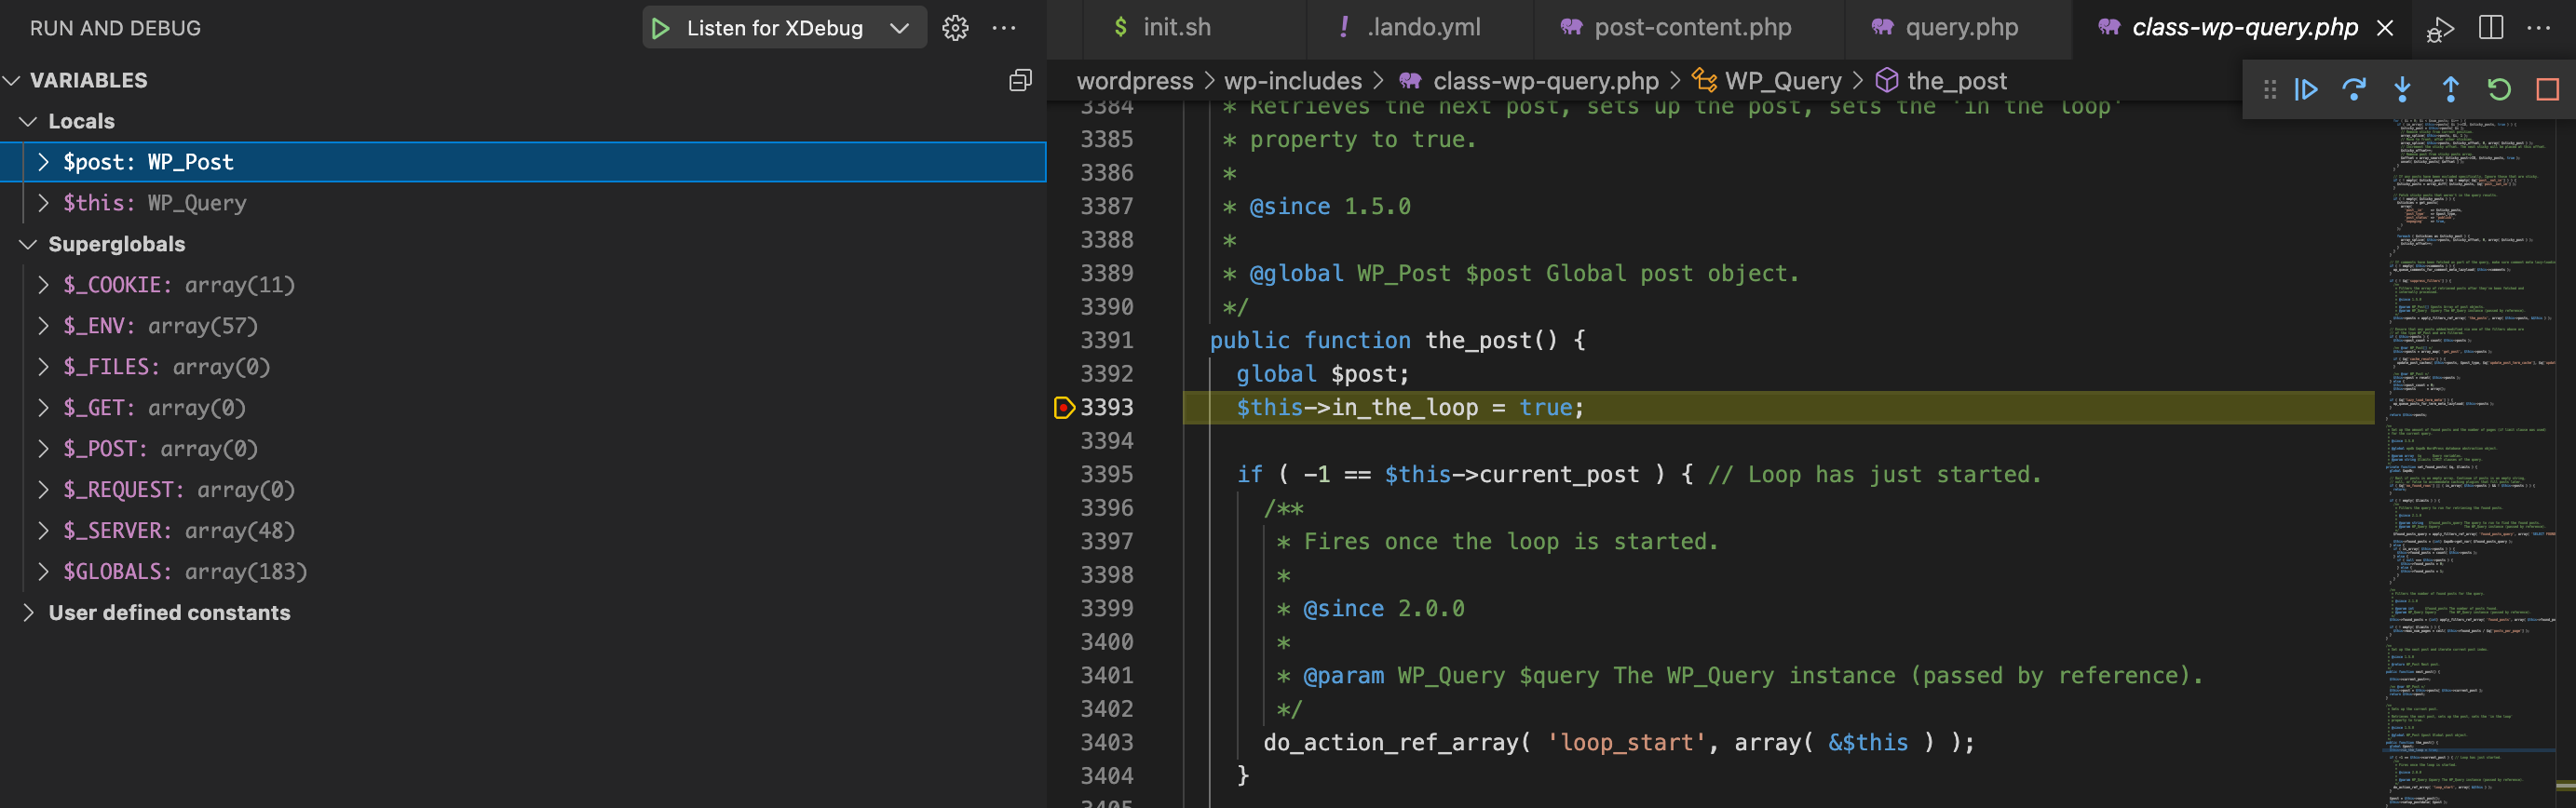 RUN AND DEBUG
Listen for XDebug
VARIABLES
Locals
$post: WP_Post
$this: WP_Query
Superglobals
$_COOKIE: array(11)
$_ENV: array(57)
$_FILES: array(0)
$_GET: array(0)
$_POST: array(0)
$_REQUEST: array(0)
$_SERVER: array(48)
$GLOBALS: array(183)
User defined constants
$ init.sh
! .lando.yml
post-content.php
query.php
class-wp-query.php
wordpress > wp-includes > class-wp-query.php > WP_Query > the_post
3384 * Retrieves the next post, sets up the post, sets the 'in the loop'
3385 * property to true.
3386 *
3387 * @since 1.5.0
3388 *
3389 * @global WP_Post $post Global post object.
3390 */
3391 public function the_post() {
3392 global $post;
3393 $this->in_the_loop = true;
3394
3395 if ( -1 == $this->current_post ) { // Loop has just started.
3396 /**
3397 * Fires once the loop is started.
3398 *
3399 * @since 2.0.0
3400 *
3401 * @param WP_Query $query The WP_Query instance (passed by reference).
3402 */
3403 do_action_ref_array( 'loop_start', array( &$this ) );
3404 }
3405